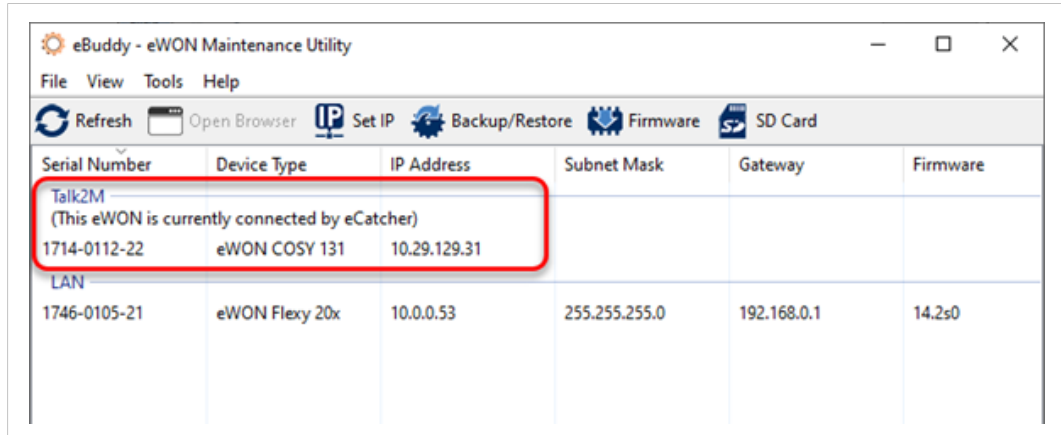 eBuddy - eWON Maintenance Utility
File View Tools Help
Refresh Open Browser IP Set IP Backup/Restore Firmware SD SD Card
Serial Number Device Type IP Address Subnet Mask Gateway Firmware
Talk2M
(This eWON is currently connected by eCatcher)
1714-0112-22 eWON COSY 131 10.29.129.31
LAN
1746-0105-21 eWON Flexy 20x 10.0.0.53 255.255.255.0 192.168.0.1 14.2s0